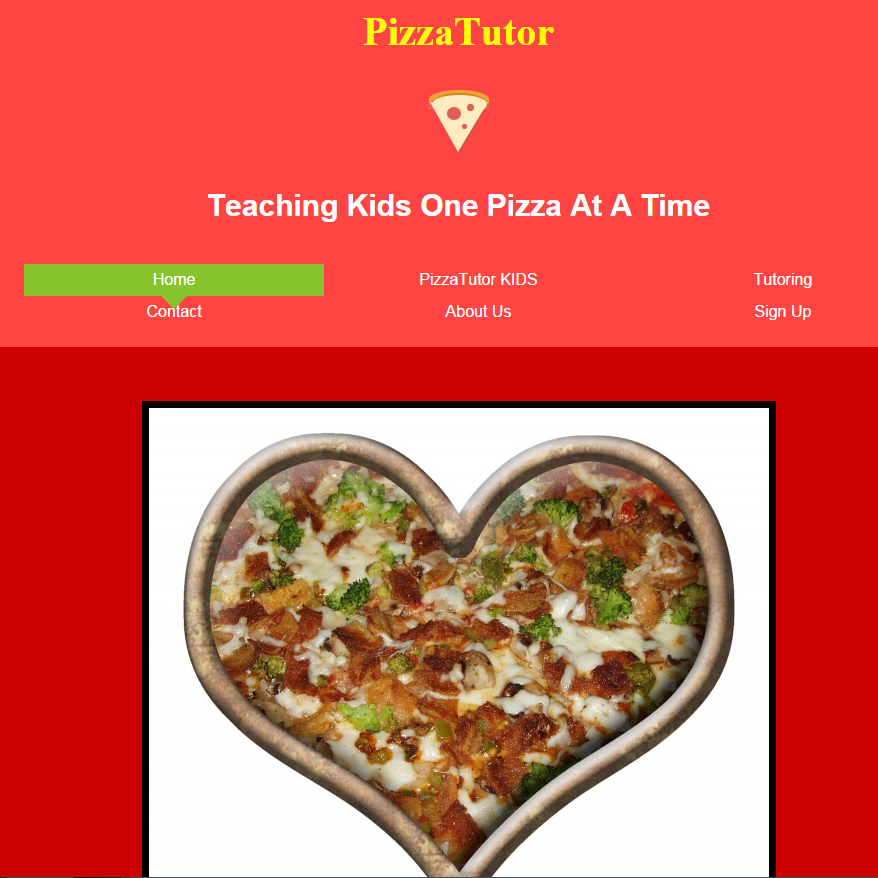 PizzaTutor
Teaching Kids One Pizza At A Time
Home PizzaTutor KIDS Tutoring
Contact About Us Sign Up